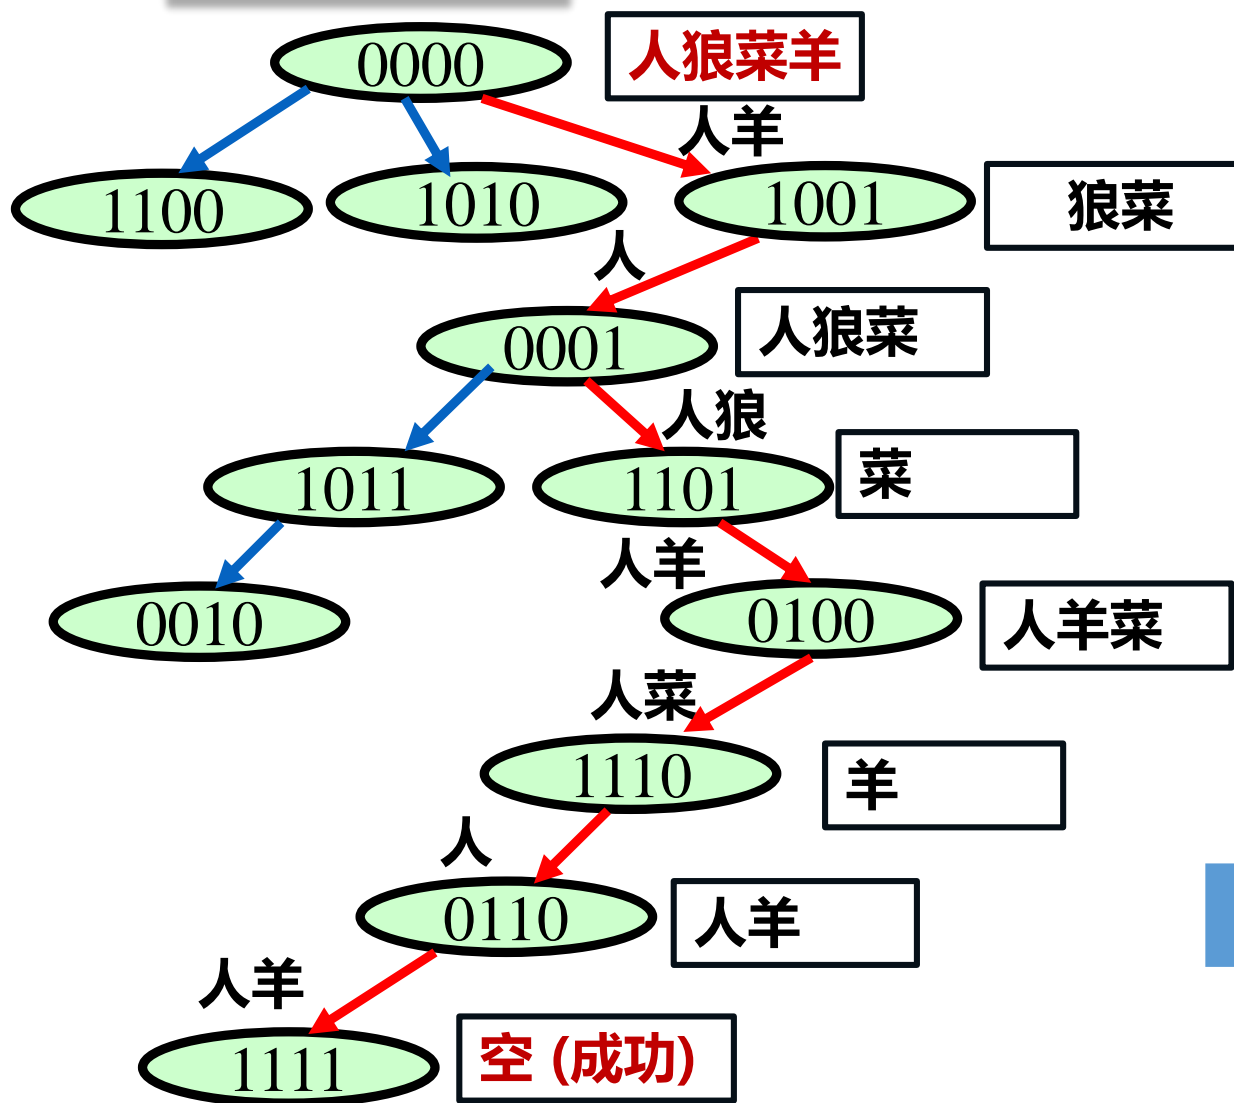 0000
人狼菜羊
人羊
1100
1010
1001
狼菜
人
0001
人狼菜
人狼
1011
1101
菜
人羊
0010
0100
人羊菜
人菜
1110
羊
人
0110
人羊
人羊
1111
空 (成功)